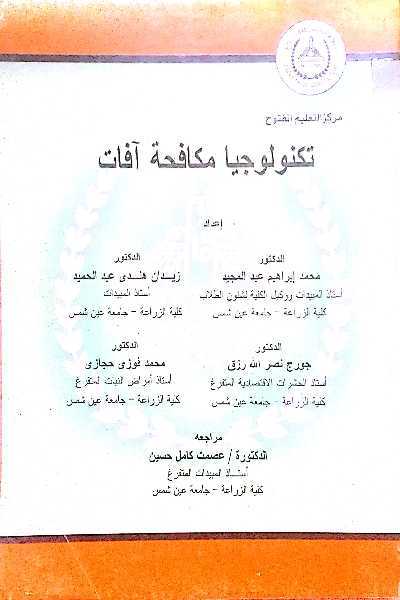 مركز التعليم المفتوح
تكنولوجيا مكافحة آفات
إعداد
الدكتور
محمد إبراهيم عبد المجيد
أستاذ المبيدات ووكيل الكلية لشئون الطلاب
كلية الزراعة - جامعة عين شمس
الدكتور
زيدان هندى عبد الحميد
أستاذ المبيدات
كلية الزراعة - جامعة عين شمس
الدكتور
جورج نصر الله رزق
أستاذ الحشرات الاقتصادية المتفرغ
كلية الزراعة - جامعة عين شمس
الدكتور
محمد فوزى حجازى
أستاذ أمراض النبات المتفرغ
كلية الزراعة - جامعة عين شمس
مراجعه
الدكتورة / عصمت كامل حسين
أستاذ المبيدات المتفرغ
كلية الزراعة - جامعة عين شمس